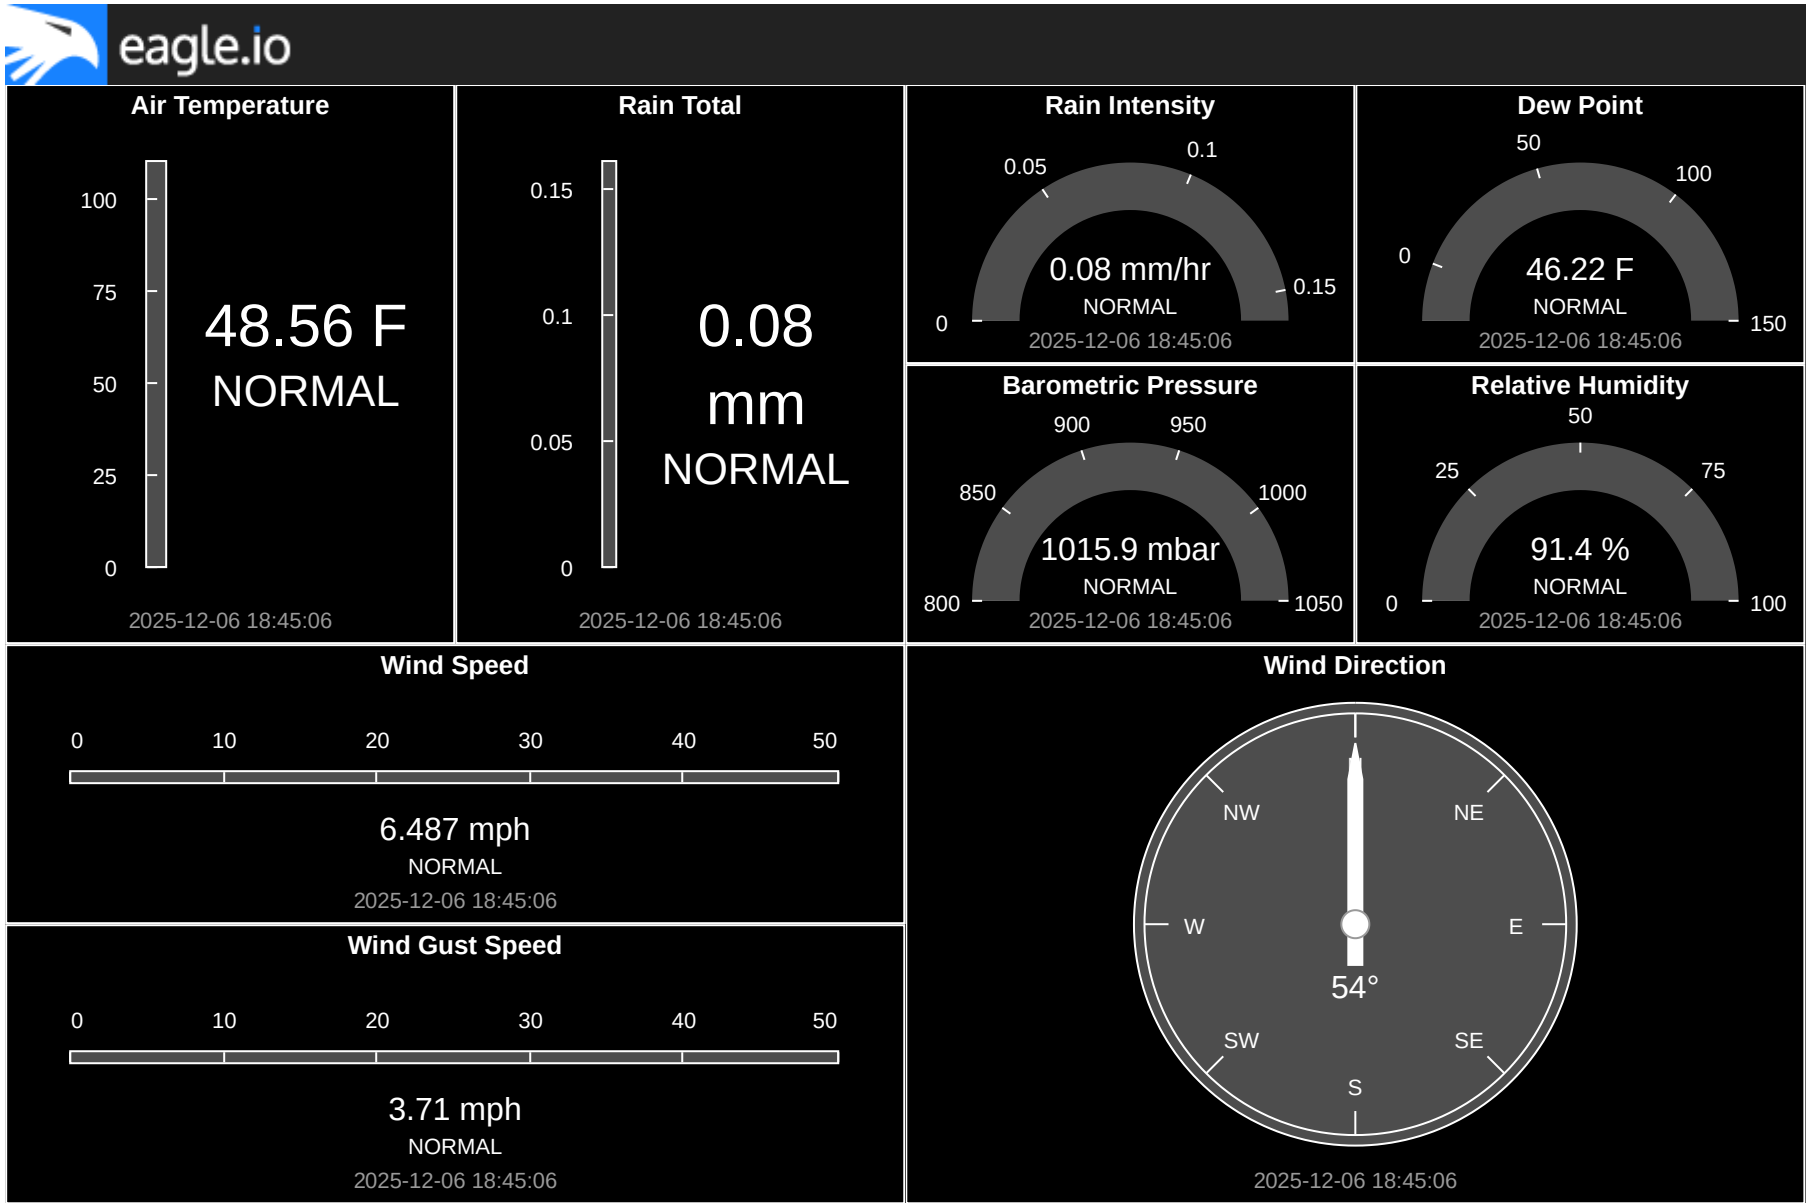 eagle.io
Air Temperature
100
75
50
25
0
48.56 F
NORMAL
2025-12-06 18:45:06
Rain Total
0.15
0.1
0.05
0
0.08
mm
NORMAL
2025-12-06 18:45:06
Rain Intensity
0
0.05
0.1
0.15
0.08 mm/hr
NORMAL
2025-12-06 18:45:06
Dew Point
0
50
100
150
46.22 F
NORMAL
2025-12-06 18:45:06
Barometric Pressure
800
850
900
950
1000
1050
1015.9 mbar
NORMAL
2025-12-06 18:45:06
Relative Humidity
0
25
50
75
100
91.4 %
NORMAL
2025-12-06 18:45:06
Wind Speed
0 10 20 30 40 50
6.487 mph
NORMAL
2025-12-06 18:45:06
Wind Gust Speed
0 10 20 30 40 50
3.71 mph
NORMAL
2025-12-06 18:45:06
Wind Direction
NW NE
W E
54°
SW SE
S
2025-12-06 18:45:06